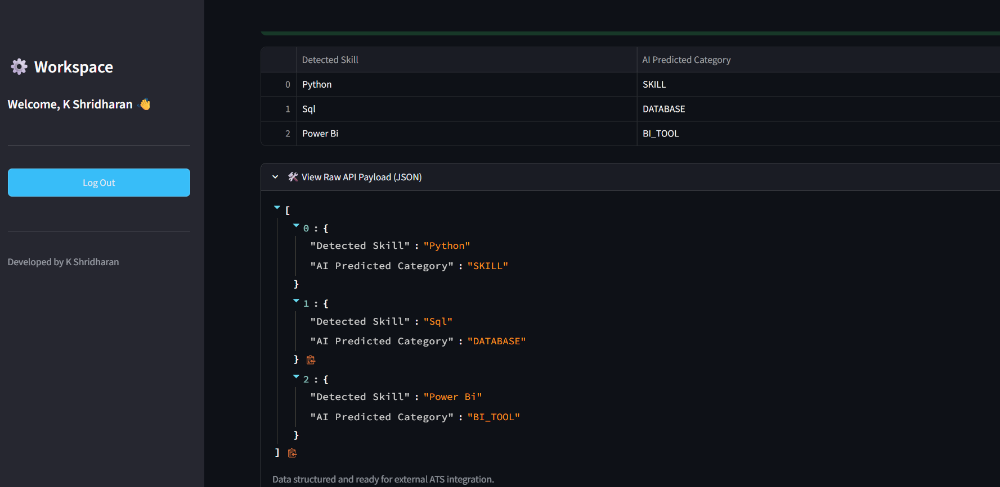 Workspace
Welcome, K Shridharan 👋
Log Out
Developed by K Shridharan
Detected Skill AI Predicted Category
0 Python SKILL
1 Sql DATABASE
2 Power Bi BI_TOOL
View Raw API Payload (JSON)
[
0 : {
"Detected Skill" : "Python"
"AI Predicted Category" : "SKILL"
}
1 : {
"Detected Skill" : "Sql"
"AI Predicted Category" : "DATABASE"
}
2 : {
"Detected Skill" : "Power Bi"
"AI Predicted Category" : "BI_TOOL"
}
]
Data structured and ready for external ATS integration.